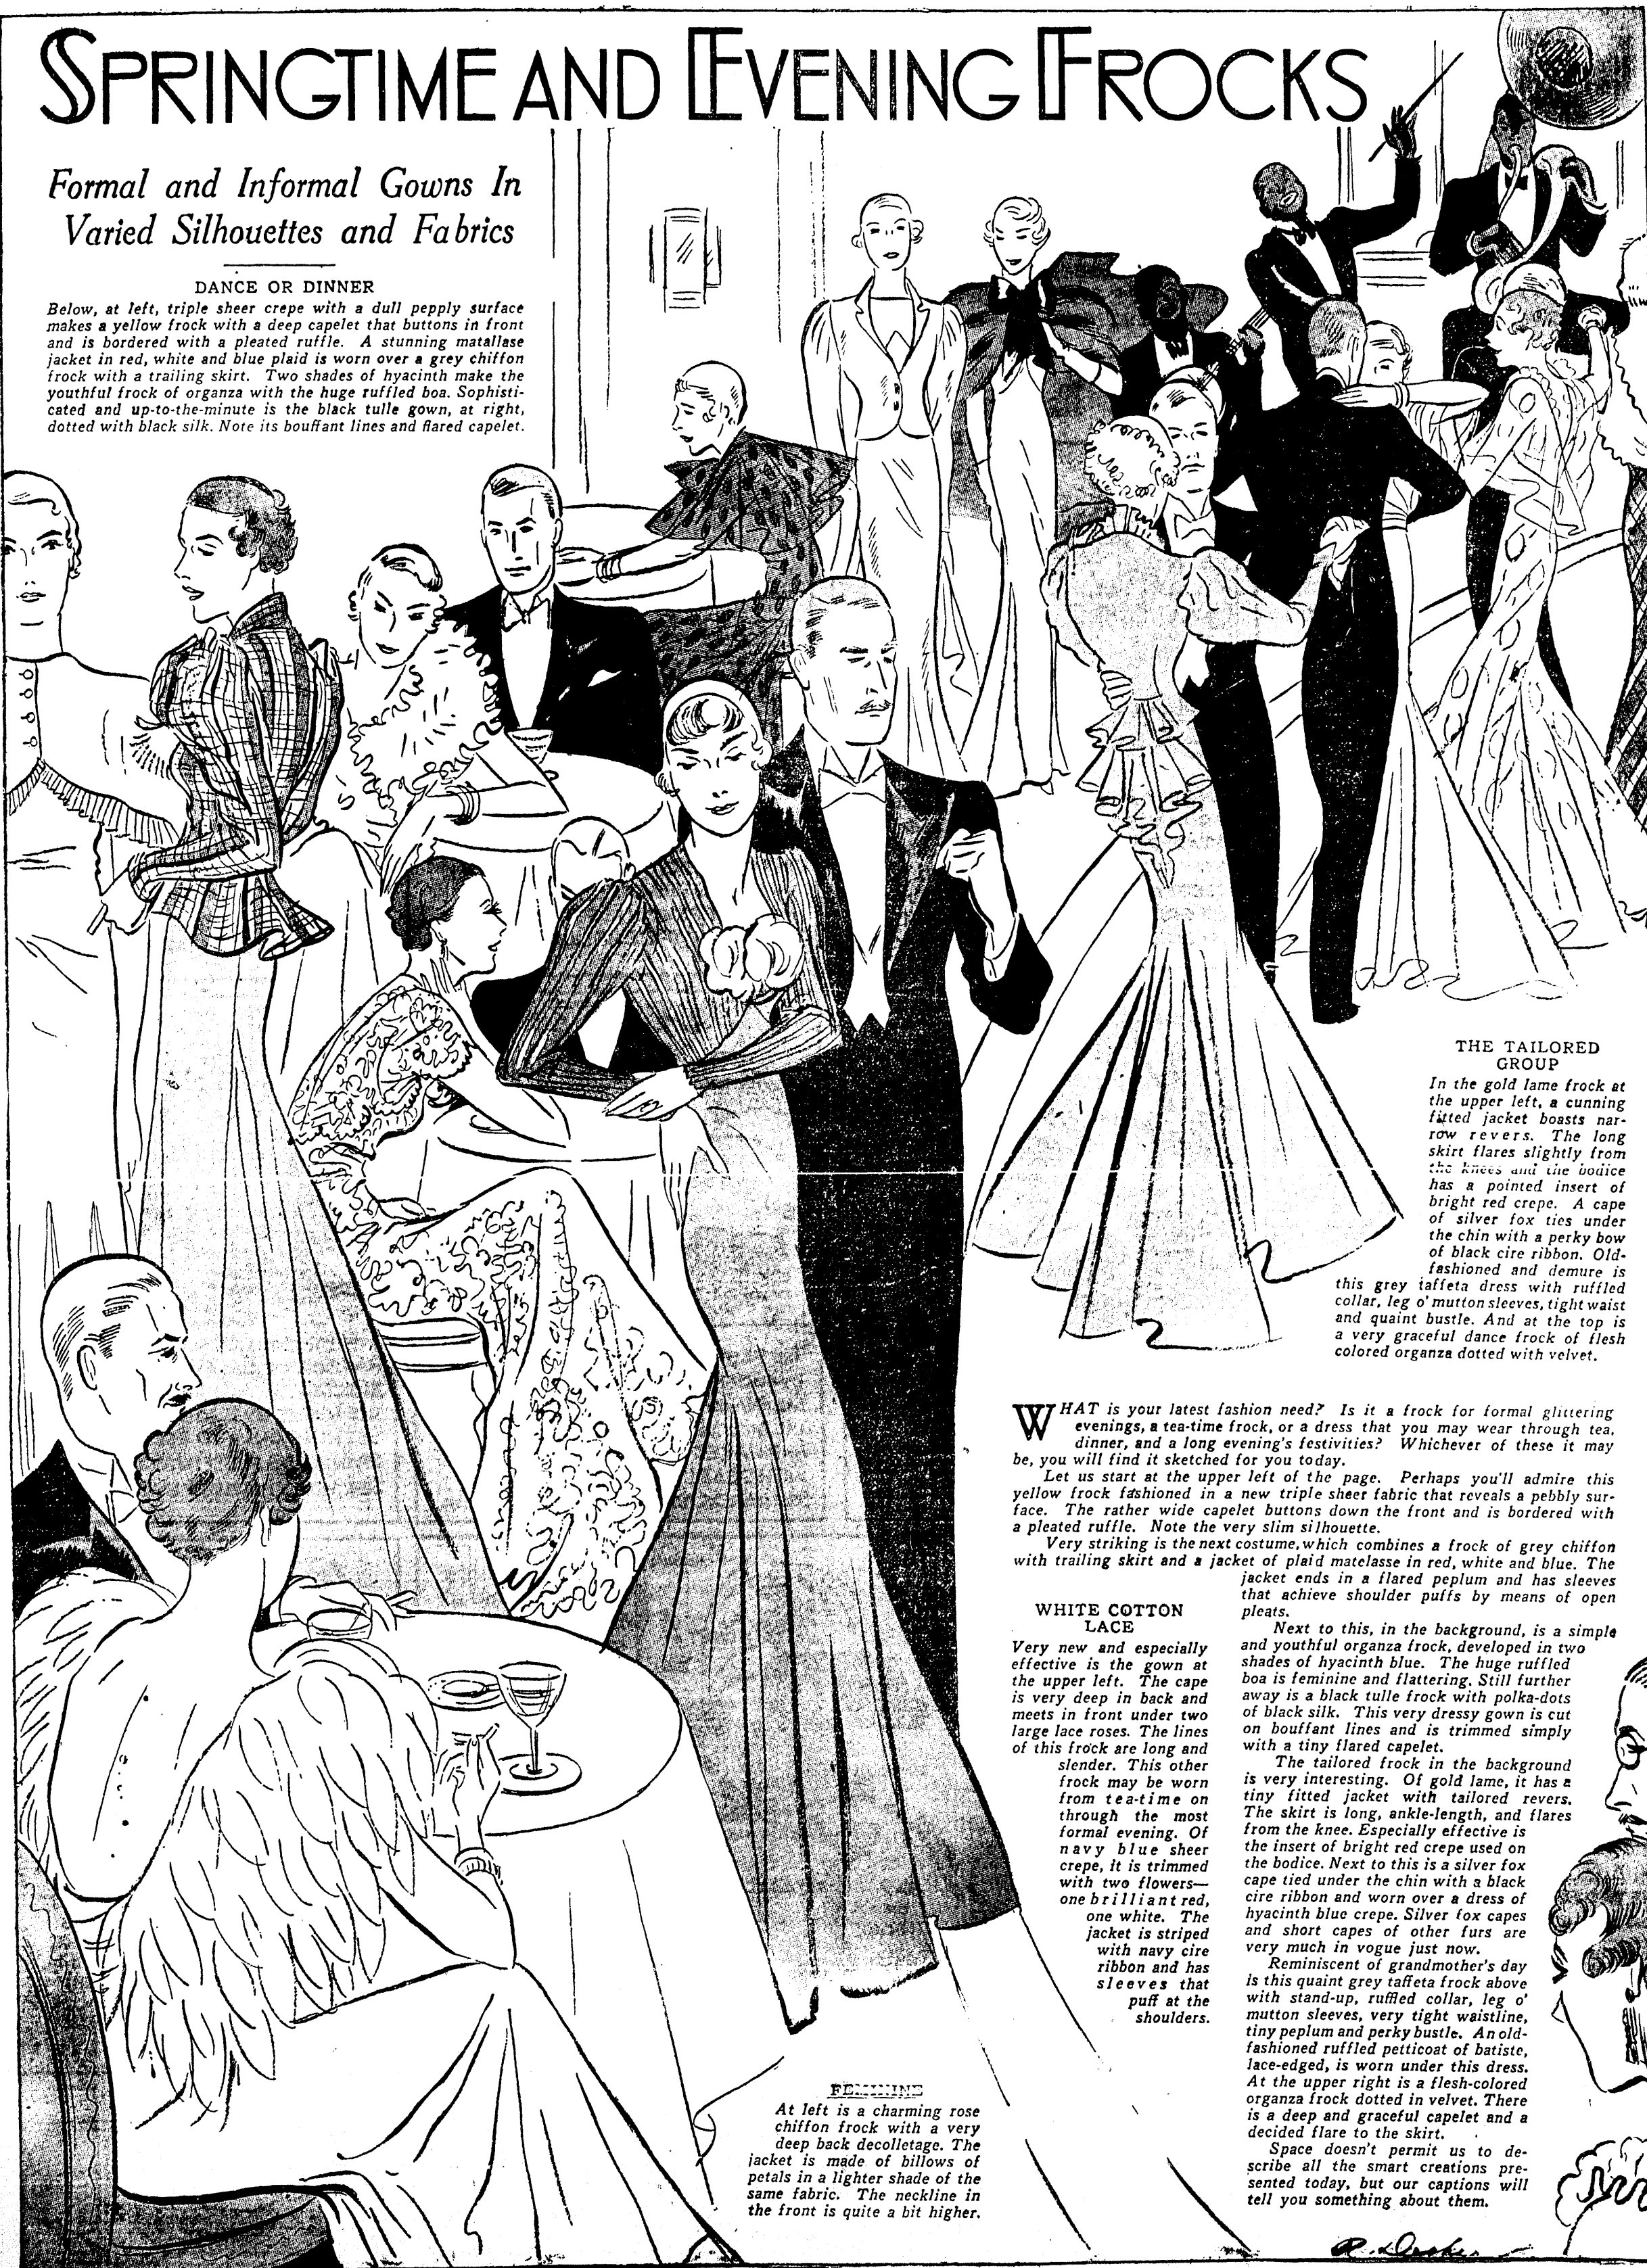 SPRINGTIME AND EVENING FROCKS
Formal and Informal Gowns In
Varied Silhouettes and Fabrics
DANCE OR DINNER
Below, at left, triple sheer crepe with a dull pepply surface
makes a yellow frock with a deep capelet that buttons in front
and is bordered with a pleated ruffle. A stunning matallase
jacket in red, white and blue plaid is worn over a grey chiffon
frock with a trailing skirt. Two shades of hyacinth make the
youthful frock of organza with the huge ruffled boa. Sophisti-
cated and up-to-the-minute is the black tulle gown, at right,
dotted with black silk. Note its bouffant lines and flared capelet.
THE TAILORED
GROUP
In the gold lame frock at
the upper left, a cunning
fitted jacket boasts nar-
row revers. The long
skirt flares slightly from
the knees and the bodice
has a pointed insert of
bright red crepe. A cape
of silver fox ties under
the chin with a perky bow
of black cire ribbon. Old-
fashioned and demure is
this grey taffeta dress with ruffled
collar, leg o' mutton sleeves, tight waist
and quaint bustle. And at the top is
a very graceful dance frock of flesh
colored organza dotted with velvet.
WHAT is your latest fashion need? Is it a frock for formal glittering
evenings, a tea-time frock, or a dress that you may wear through tea,
dinner, and a long evening's festivities? Whichever of these it may
be, you will find it sketched for you today.
Let us start at the upper left of the page. Perhaps you'll admire this
yellow frock fashioned in a new triple sheer fabric that reveals a pebbly sur-
face. The rather wide capelet buttons down the front and is bordered with
a pleated ruffle. Note the very slim silhouette.
Very striking is the next costume, which combines a frock of grey chiffon
with trailing skirt and a jacket of plaid matelasse in red, white and blue. The
jacket ends in a flared peplum and has sleeves
that achieve shoulder puffs by means of open
pleats.
Next to this, in the background, is a simple
and youthful organza frock, developed in two
shades of hyacinth blue. The huge ruffled
boa is feminine and flattering. Still further
away is a black tulle frock with polka-dots
of black silk. This very dressy gown is cut
on bouffant lines and is trimmed simply
with a tiny flared capelet.
The tailored frock in the background
is very interesting. Of gold lame, it has a
tiny fitted jacket with tailored revers.
The skirt is long, ankle-length, and flares
from the knee. Especially effective is
the insert of bright red crepe used on
the bodice. Next to this is a silver fox
cape tied under the chin with a black
cire ribbon and worn over a dress of
hyacinth blue crepe. Silver fox capes
and short capes of other furs are
very much in vogue just now.
Reminiscent of grandmother's day
is this quaint grey taffeta frock above
with stand-up, ruffled collar, leg o'
mutton sleeves, very tight waistline,
tiny peplum and perky bustle. An old-
fashioned ruffled petticoat of batiste,
lace-edged, is worn under this dress.
At the upper right is a flesh-colored
organza frock dotted in velvet. There
is a deep and graceful capelet and a
decided flare to the skirt.
Space doesn't permit us to de-
scribe all the smart creations pre-
sented today, but our captions will
tell you something about them.
WHITE COTTON
LACE
Very new and especially
effective is the gown at
the upper left. The cape
is very deep in back and
meets in front under two
large lace roses. The lines
of this frock are long and
slender. This other
frock may be worn
from tea-time on
through the most
formal evening. Of
navy blue sheer
crepe, it is trimmed
with two flowers—
one brilliant red,
one white. The
jacket is striped
with navy cire
ribbon and has
sleeves that
puff at the
shoulders.
FEMININE
At left is a charming rose
chiffon frock with a very
deep back decolletage. The
jacket is made of billows of
petals in a lighter shade of the
same fabric. The neckline in
the front is quite a bit higher.